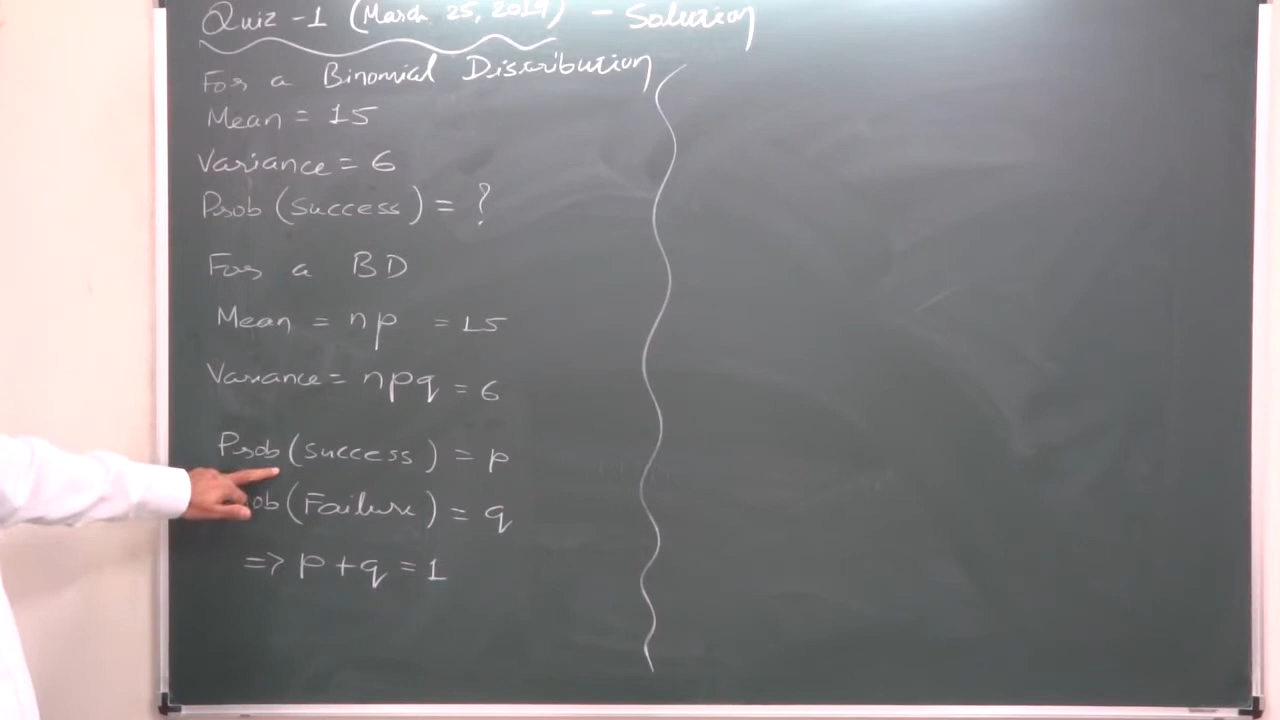 Quiz -1 (March 25, 2019) - Solution
For a Binomial Distribution
Mean = 15
Variance = 6
Prob (Success) = ?
For a BD
Mean = np = 15
Variance = npq = 6
Prob (Success) = p
ob (Failure) = q
=> p + q = 1